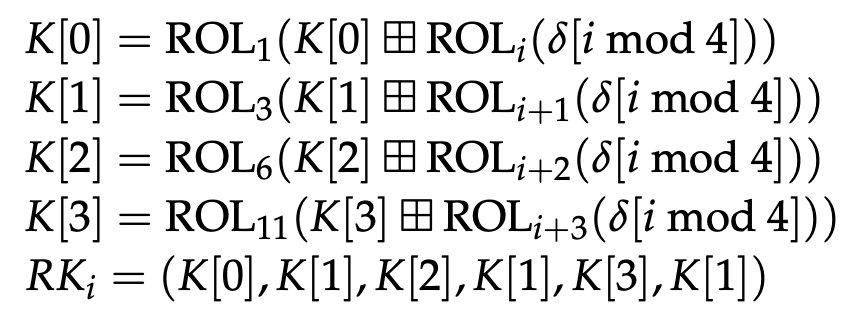 K[0] = ROL₁(K[0] ⊞ ROLᵢ(δ[i mod 4]))
K[1] = ROL₃(K[1] ⊞ ROLᵢ₊₁(δ[i mod 4]))
K[2] = ROL₆(K[2] ⊞ ROLᵢ₊₂(δ[i mod 4]))
K[3] = ROL₁₁(K[3] ⊞ ROLᵢ₊₃(δ[i mod 4]))
RKᵢ = (K[0], K[1], K[2], K[1], K[3], K[1])